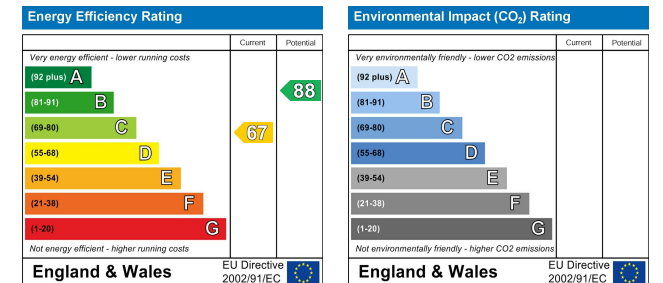 Energy Efficiency Rating
Current Potential
Very energy efficient - lower running costs
(92 plus) A
(81-91) B
(69-80) C
(55-68) D
(39-54) E
(21-38) F
(1-20) G
88
67
Not energy efficient - higher running costs
England & Wales
EU Directive
2002/91/EC
Environmental Impact (CO₂) Rating
Current Potential
Very environmentally friendly - lower CO2 emissions
(92 plus) A
(81-91) B
(69-80) C
(55-68) D
(39-54) E
(21-38) F
(1-20) G
Not environmentally friendly - higher CO2 emissions
England & Wales
EU Directive
2002/91/EC